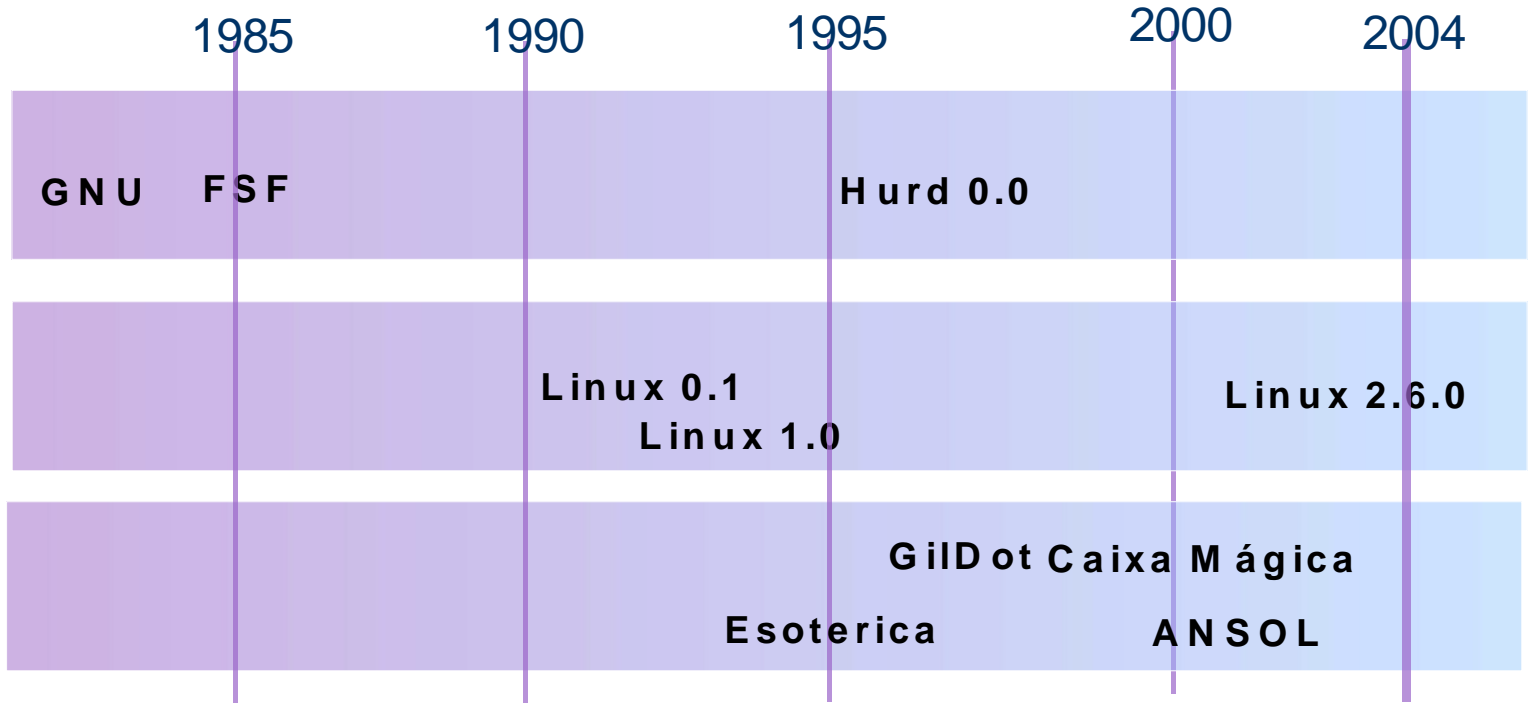 1985 1990 1995 2000 2004
GNU FSF Hurd 0.0
Linux 0.1 Linux 2.6.0
Linux 1.0
GilDot Caixa Mágica
Esoterica ANSOL